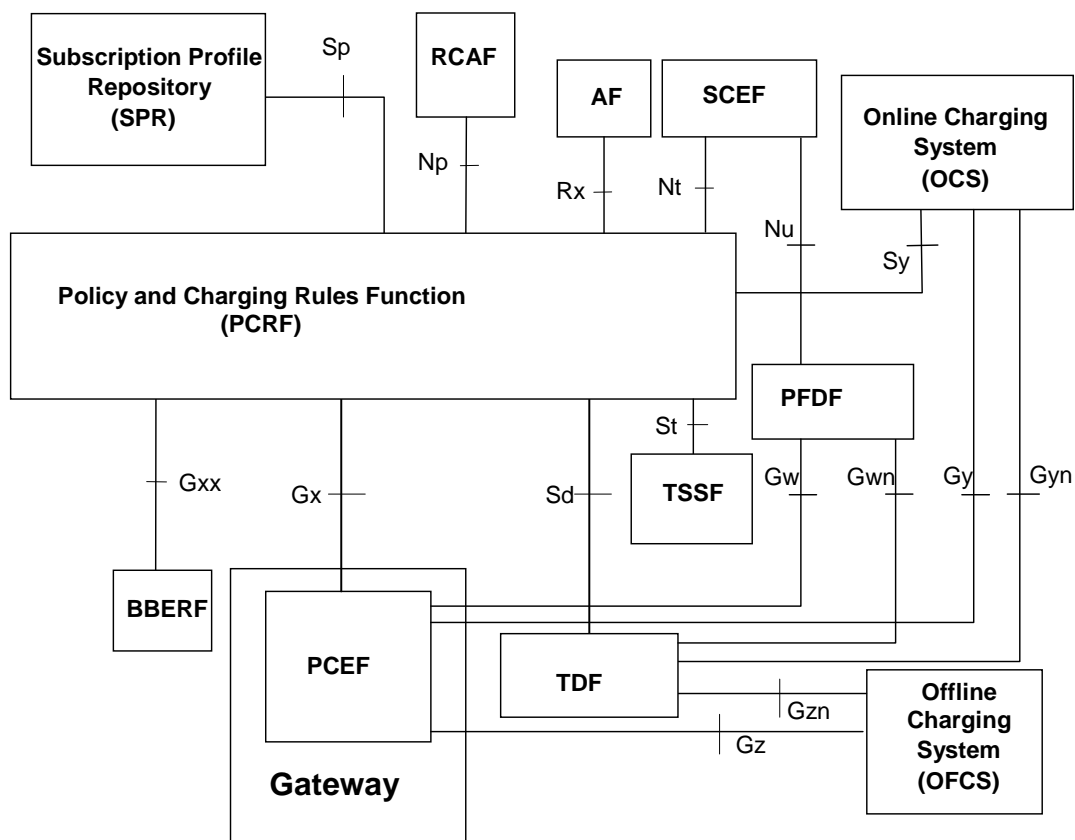 Subscription Profile
Repository
(SPR)
Sp
RCAF
AF
SCEF
Online Charging
System
(OCS)
Np
Rx
Nt
Nu
Sy
Policy and Charging Rules Function
(PCRF)
PFDF
St
Gxx
Gx
Sd
TSSF
Gw
Gwn
Gy
Gyn
BBERF
PCEF
TDF
Gzn
Gz
Offline
Charging
System
(OFCS)
Gateway